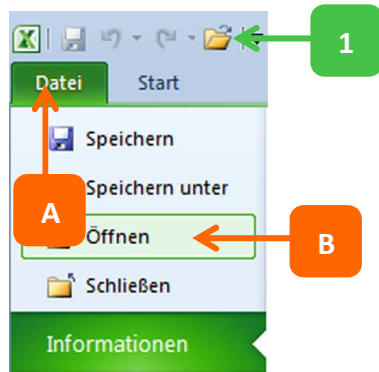 1
Datei Start
Speichern
Speichern unter
A
Öffnen
B
Schließen
Informationen